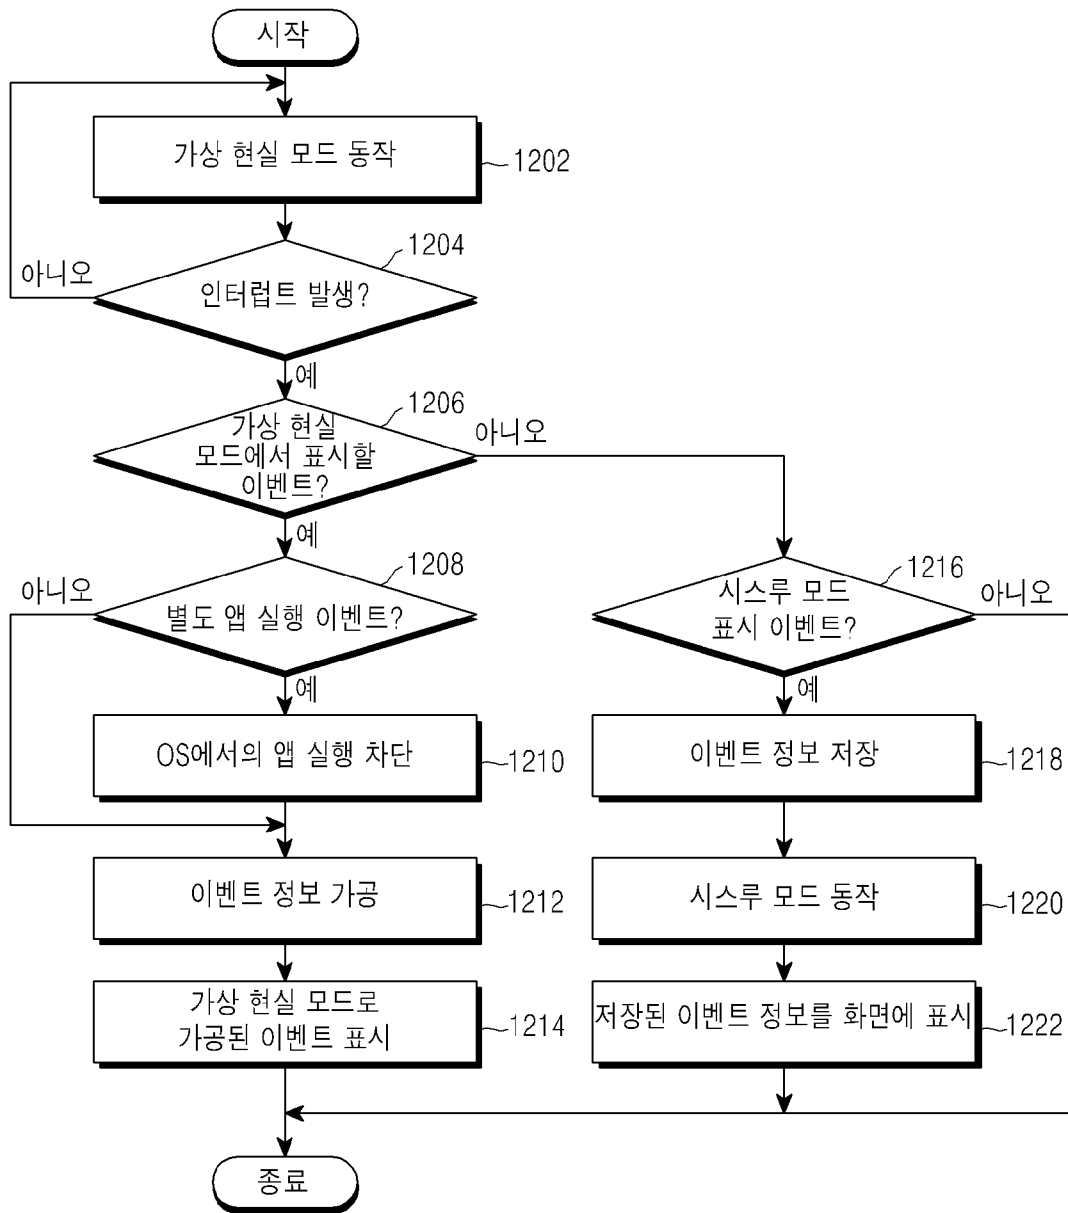 시작
가상 현실 모드 동작
1202
1204
아니오
인터럽트 발생?
예
1206
가상 현실
모드에서 표시할
이벤트?
아니오
예
1208
아니오
별도 앱 실행 이벤트?
예
1216
시스루 모드
표시 이벤트?
아니오
예
OS에서의 앱 실행 차단
1210
이벤트 정보 저장
1218
이벤트 정보 가공
1212
시스루 모드 동작
1220
가상 현실 모드로
가공된 이벤트 표시
1214
저장된 이벤트 정보를 화면에 표시
1222
종료